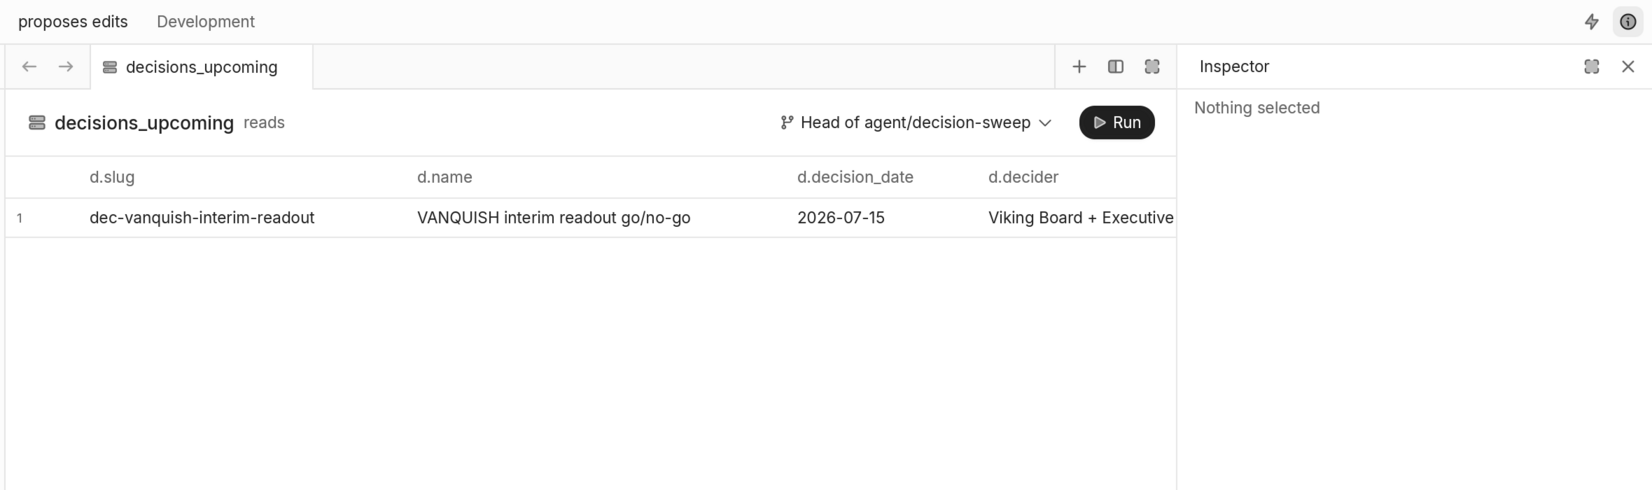 proposes edits Development
decisions_upcoming
Inspector
Nothing selected
decisions_upcoming reads
Head of agent/decision-sweep
Run
d.slug d.name d.decision_date d.decider
1 dec-vanquish-interim-readout VANQUISH interim readout go/no-go 2026-07-15 Viking Board + Executive